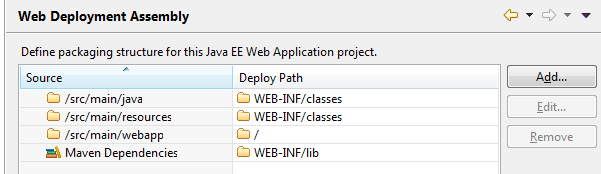 Web Deployment Assembly
Define packaging structure for this Java EE Web Application project.
Source Deploy Path
/src/main/java WEB-INF/classes
/src/main/resources WEB-INF/classes
/src/main/webapp /
Maven Dependencies WEB-INF/lib
Add...
Edit...
Remove